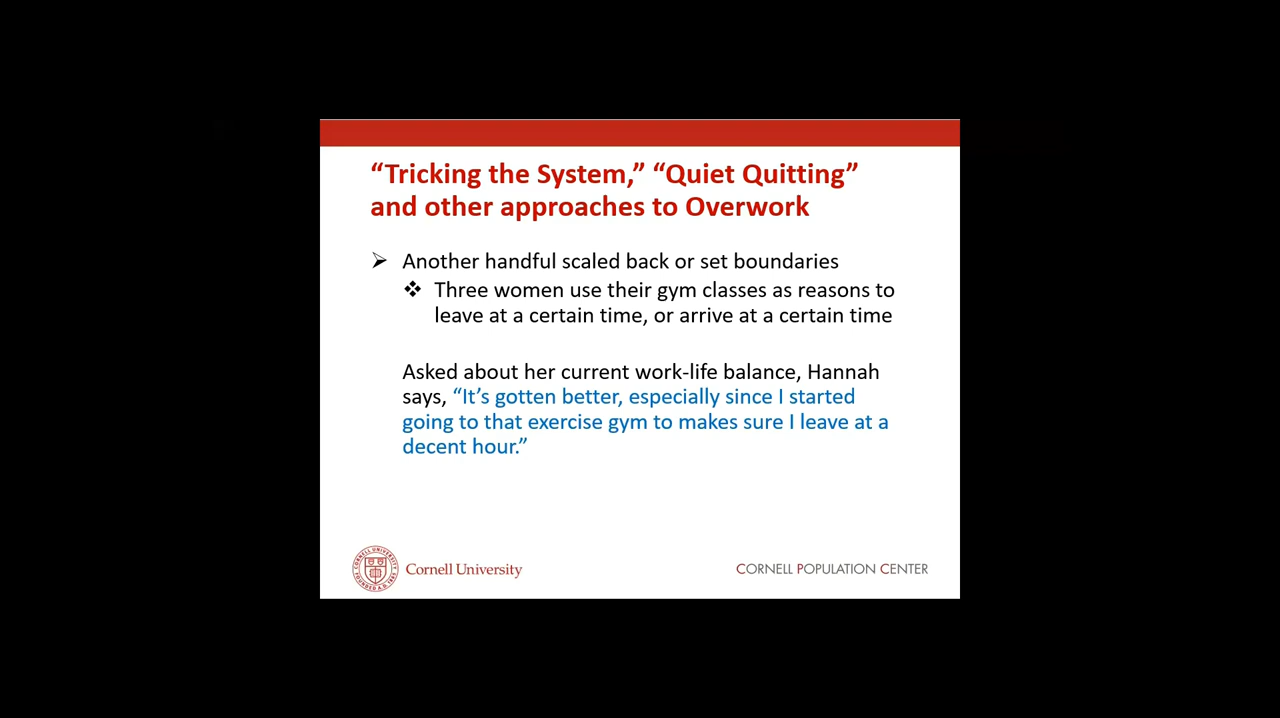 “Tricking the System,” “Quiet Quitting”
and other approaches to Overwork
➢ Another handful scaled back or set boundaries
❖ Three women use their gym classes as reasons to
leave at a certain time, or arrive at a certain time
Asked about her current work-life balance, Hannah
says, “It’s gotten better, especially since I started
going to that exercise gym to makes sure I leave at a
decent hour.”
Cornell University
CORNELL POPULATION CENTER